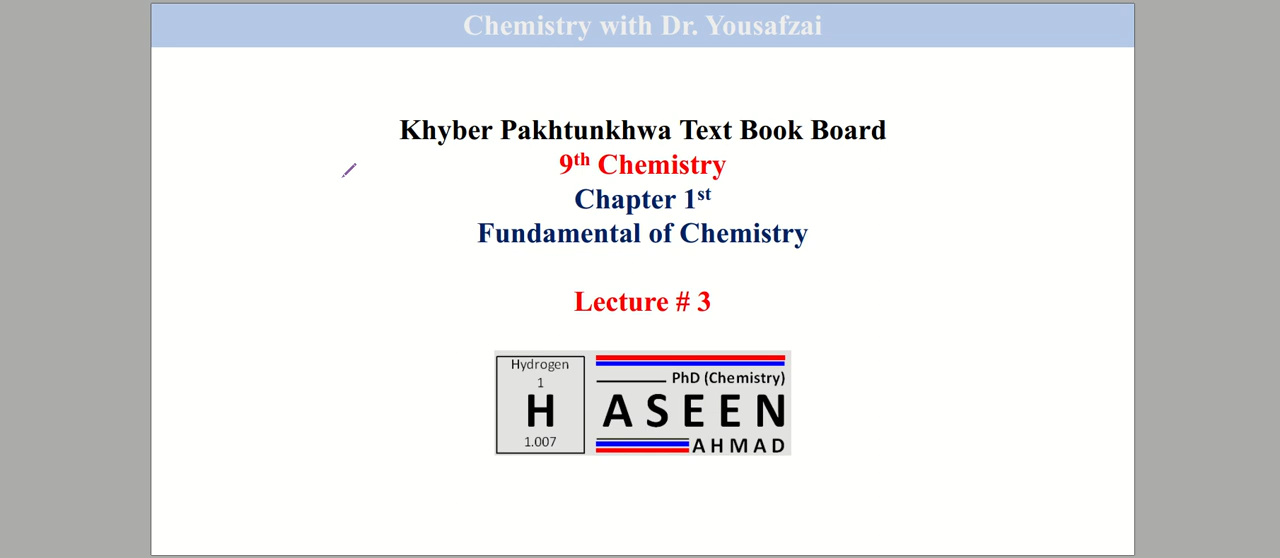 Chemistry with Dr. Yousafzai
Khyber Pakhtunkhwa Text Book Board
9th Chemistry
Chapter 1st
Fundamental of Chemistry
Lecture # 3
Hydrogen
1
H
1.007
PhD (Chemistry)
ASEEN
AHMAD